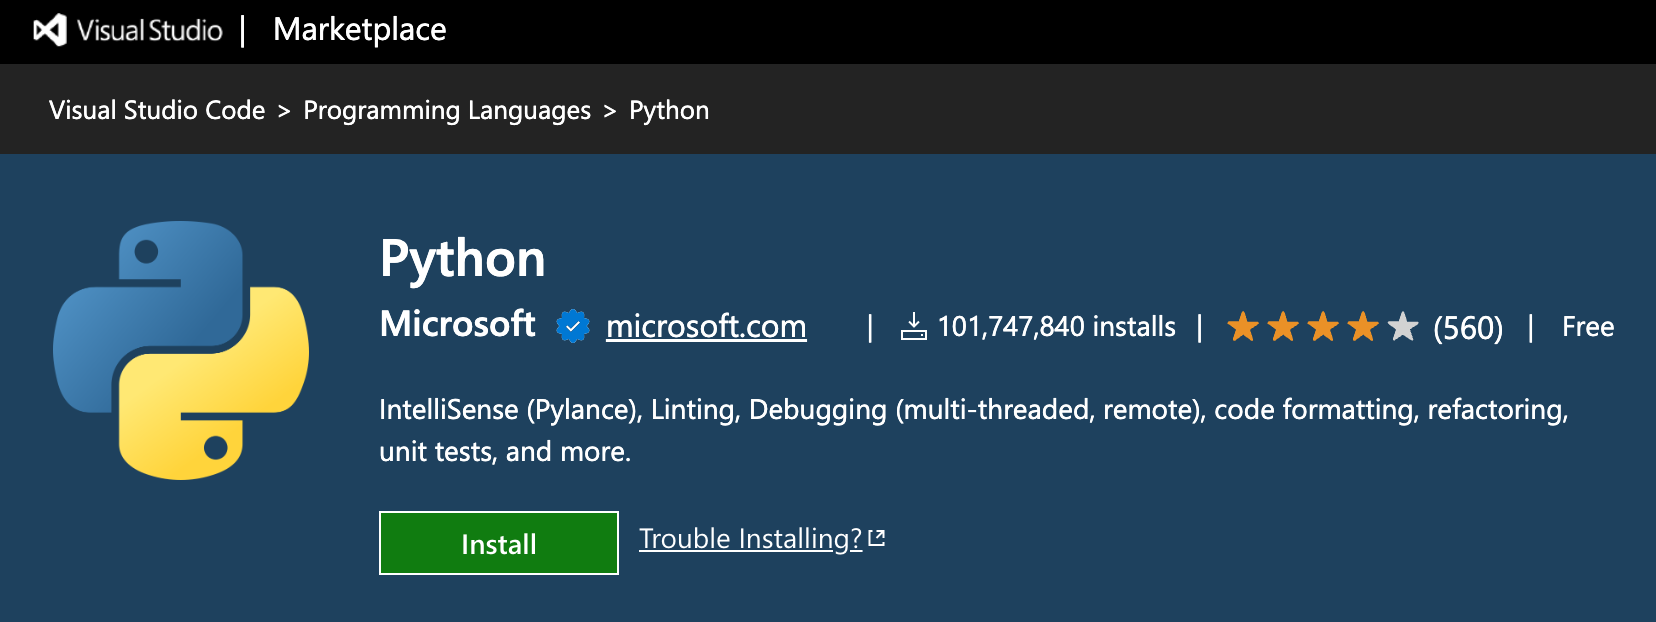 Visual Studio | Marketplace
Visual Studio Code > Programming Languages > Python
Python
Microsoft microsoft.com | 101,747,840 installs | (560) | Free
IntelliSense (Pylance), Linting, Debugging (multi-threaded, remote), code formatting, refactoring,
unit tests, and more.
Install Trouble Installing?